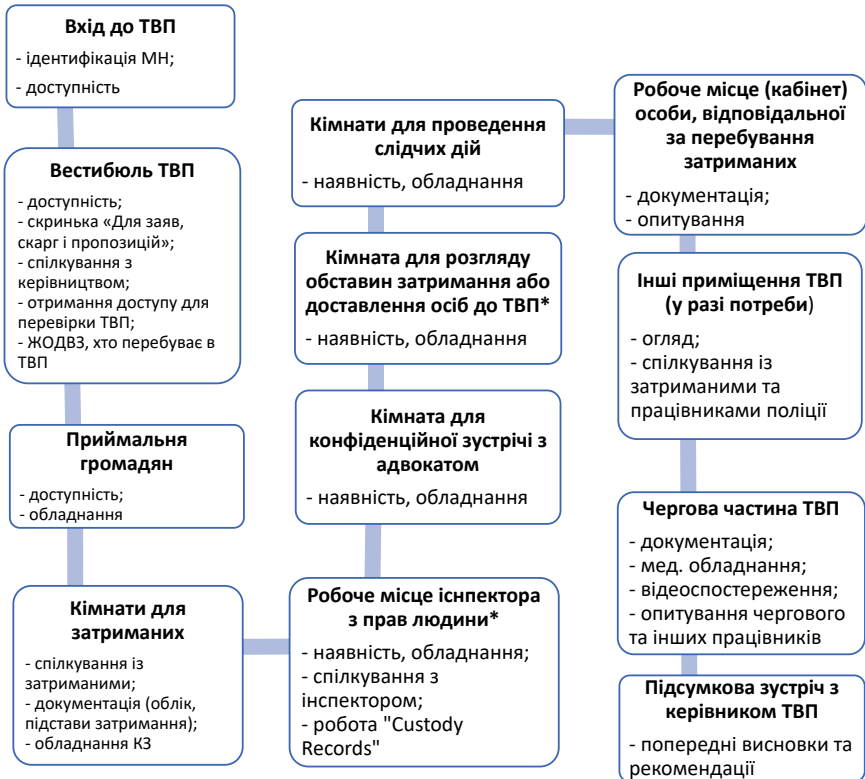 Вхід до ТВП
- ідентифікація МН;
- доступність
Вестибюль ТВП
- доступність;
- скринька «Для заяв,
скарг і пропозицій»;
- спілкування з
керівництвом;
- отримання доступу для
перевірки ТВП;
- ЖОДВЗ, хто перебуває в
ТВП
Приймальня
громадян
- доступність;
- обладнання
Кімнати для
затриманих
- спілкування із
затриманими;
- документація (облік,
підстави затримання);
- обладнання КЗ
Робоче місце інспектора
з прав людини*
- наявність, обладнання;
- спілкування з
інспектором;
- робота "Custody
Records"
Кімната для
конфіденційної зустрічі з
адвокатом
- наявність, обладнання
Кімната для розгляду
обставин затримання або
доставлення осіб до ТВП*
- наявність, обладнання
Кімнати для проведення
слідчих дій
- наявність, обладнання
Робоче місце (кабінет)
особи, відповідальної
за перебування
затриманих
- документація;
- опитування
Інші приміщення ТВП
(у разі потреби)
- огляд;
- спілкування із
затриманими та
працівниками поліції
Чергова частина ТВП
- документація;
- мед. обладнання;
- відеоспостереження;
- опитування чергового
та інших працівників
Підсумкова зустріч з
керівником ТВП
- попередні висновки та
рекомендації